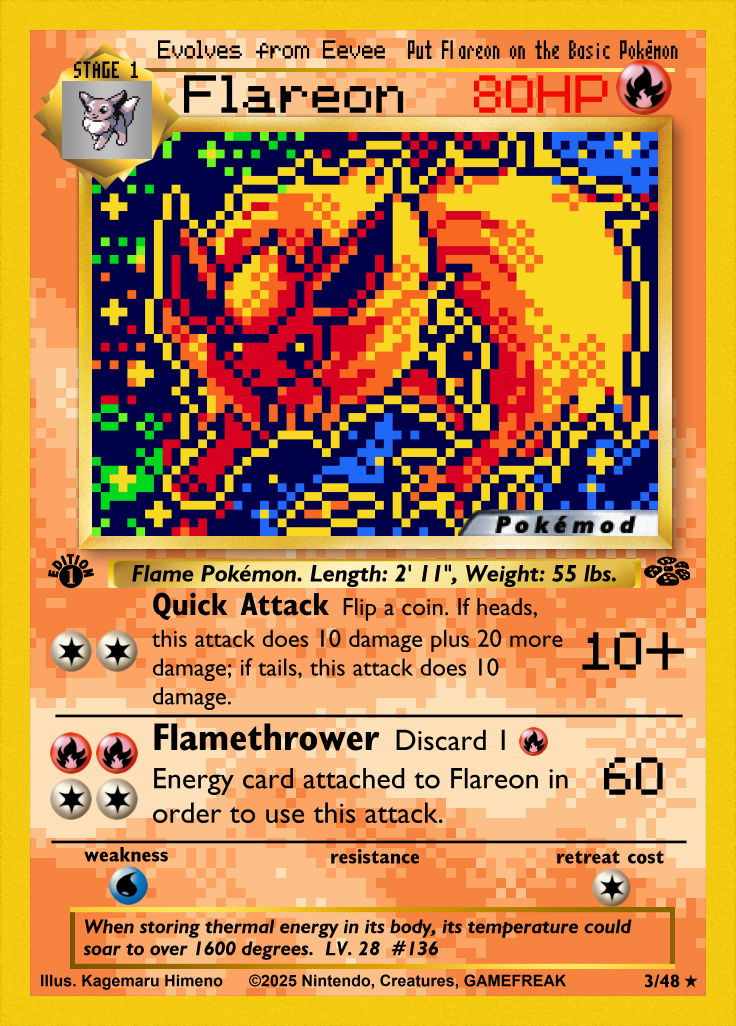 Evolves from Eevee Put Flareon on the Basic Pokémon
STAGE 1
Flareon 80HP
Pokémod
EDITION
1
Flame Pokémon. Length: 2' 11", Weight: 55 lbs.
Quick Attack Flip a coin. If heads,
this attack does 10 damage plus 20 more
damage; if tails, this attack does 10
damage.
10+
Flamethrower Discard 1
Energy card attached to Flareon in
order to use this attack.
60
weakness resistance retreat cost
When storing thermal energy in its body, its temperature could
soar to over 1600 degrees. LV. 28 #136
Illus. Kagemaru Himeno ©2025 Nintendo, Creatures, GAMEFREAK 3/48 ★